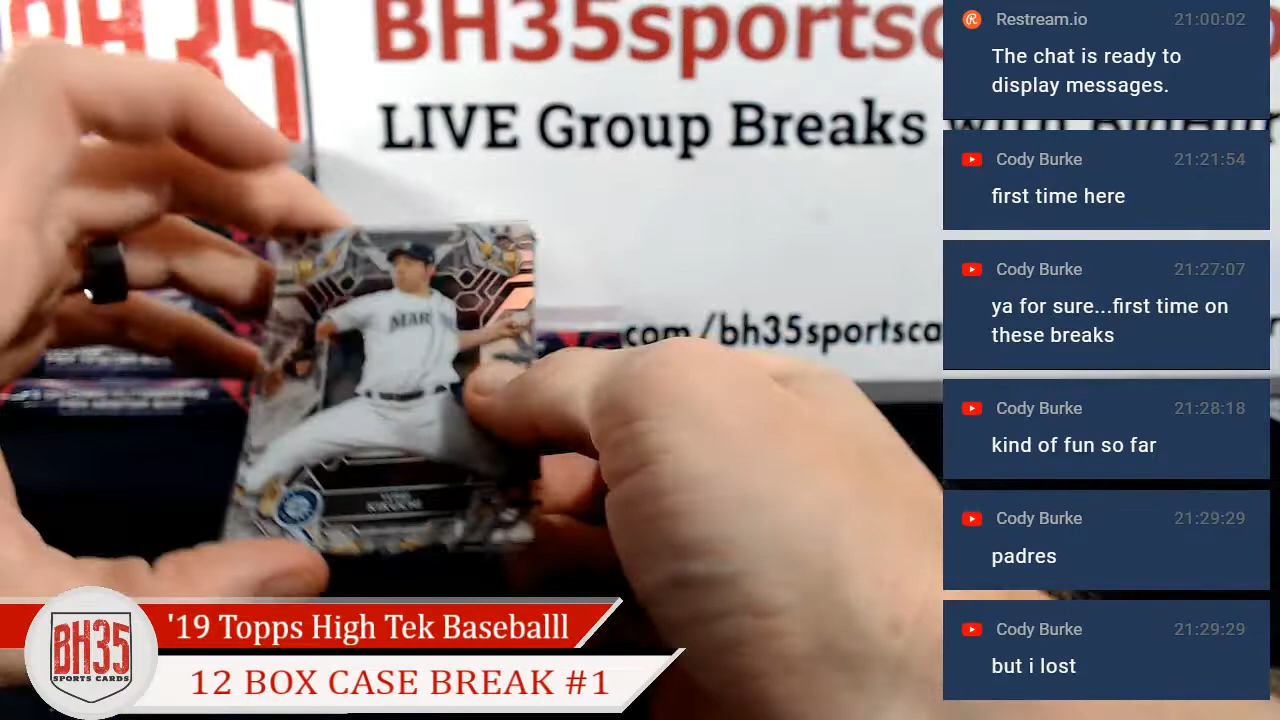 BH35
BH35sportsc
LIVE Group Breaks with
com/bh35sportsca
MAR
'19 Topps High Tek Baseballl
12 BOX CASE BREAK #1
BH35
SPORTS CARDS
Restream.io 21:00:02
The chat is ready to
display messages.
Cody Burke 21:21:54
first time here
Cody Burke 21:27:07
ya for sure...first time on
these breaks
Cody Burke 21:28:18
kind of fun so far
Cody Burke 21:29:29
padres
Cody Burke 21:29:29
but i lost